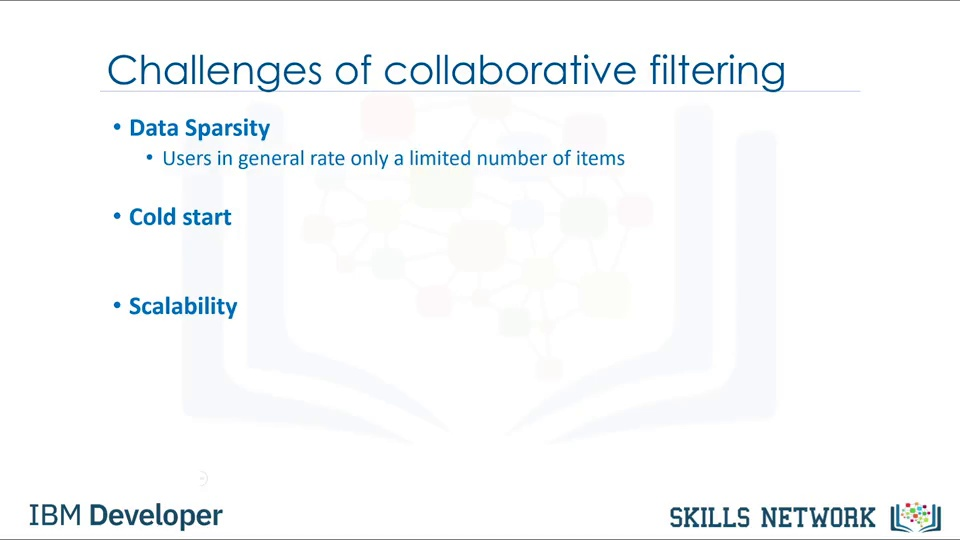 Challenges of collaborative filtering
• Data Sparsity
• Users in general rate only a limited number of items
• Cold start
• Scalability
IBM Developer
SKILLS NETWORK